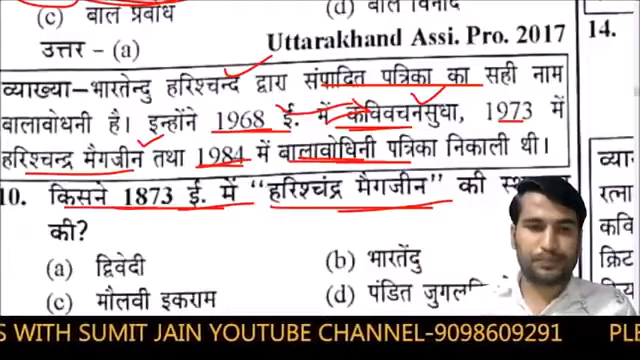 (c) बाल प्रबोध (d) बाल विनोद
उत्तर – (a)
Uttarakhand Assi. Pro. 2017
व्याख्या–भारतेन्दु हरिश्चन्द द्वारा संपादित पत्रिका का सही नाम
बालाबोधनी है। इन्होंने 1968 ई. में कविवचनसुधा, 1973 में
हरिश्चन्द्र मैगजीन तथा 1984 में बालाबोधिनी पत्रिका निकाली थी।
10. किसने 1873 ई. में “हरिश्चंद्र मैगजीन” की
की?
(a) द्विवेदी (b) भारतेंदु
(c) मौलवी इकराम (d) पंडित
14.
व्या
रत्ना
कवि
क्रिट
S WITH SUMIT JAIN YOUTUBE CHANNEL-9098609291 PLE